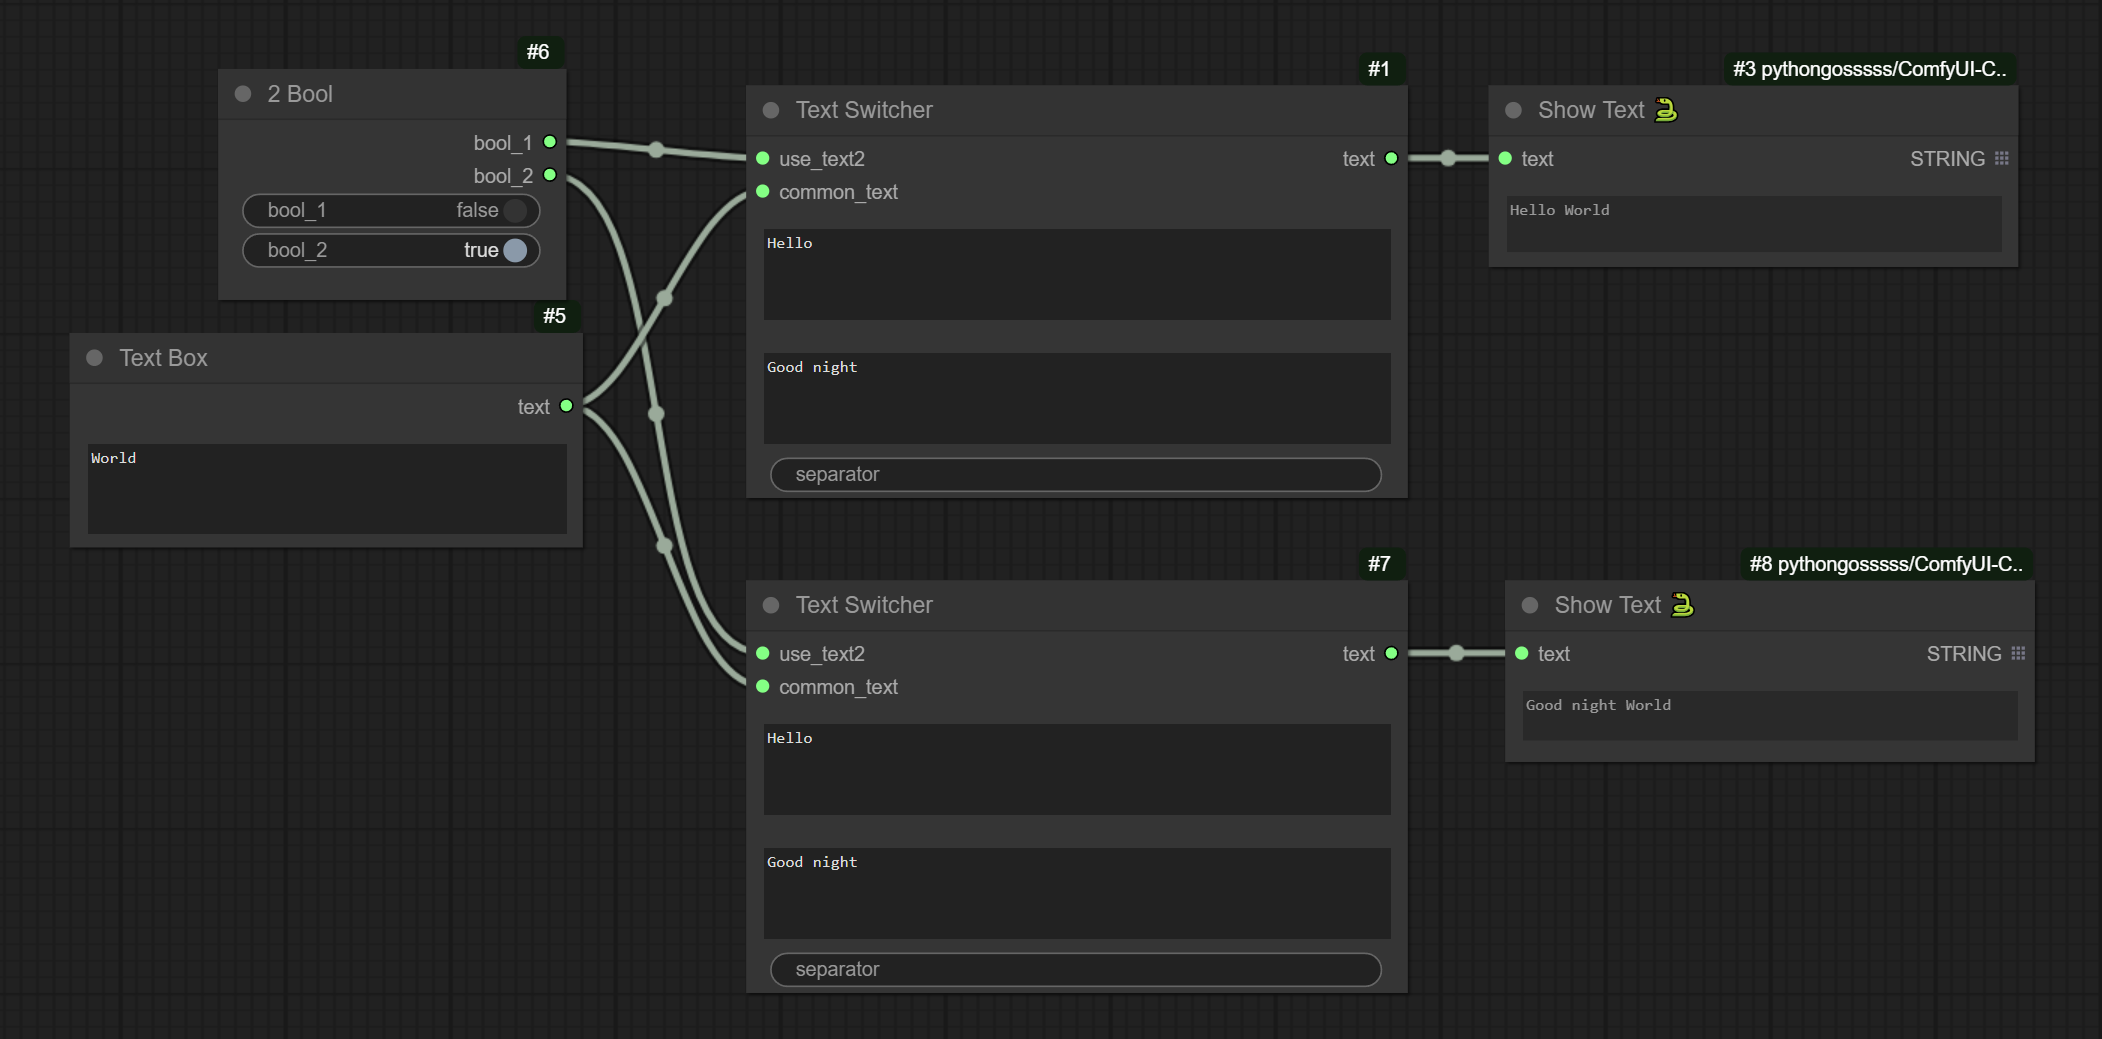 #6
2 Bool
bool_1
bool_2
bool_1 false
bool_2 true
#5
Text Box
text
World
#1
Text Switcher
use_text2 text
common_text
Hello
Good night
separator
#3 pythongosssss/ComfyUI-C..
Show Text
text STRING
Hello World
#7
Text Switcher
use_text2 text
common_text
Hello
Good night
separator
#8 pythongosssss/ComfyUI-C..
Show Text
text STRING
Good night World